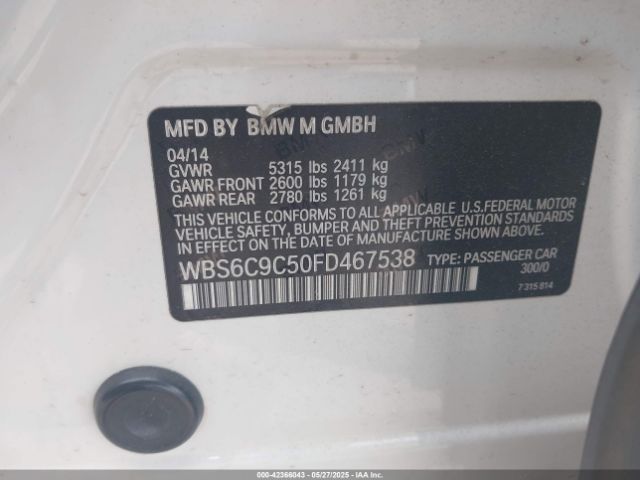 MFD BY BMW M GMBH
04/14
GVWR 5315 lbs 2411 kg
GAWR FRONT 2600 lbs 1179 kg
GAWR REAR 2780 lbs 1261 kg
THIS VEHICLE CONFORMS TO ALL APPLICABLE U.S.FEDERAL MOTOR
VEHICLE SAFETY, BUMPER, AND THEFT PREVENTION STANDARDS
IN EFFECT ON THE DATE OF MANUFACTURE SHOWN ABOVE.
WBS6C9C50FD467538 TYPE: PASSENGER CAR
300/0
7 315 814
000-42366043 - 05/27/2025 - IAAI Copart